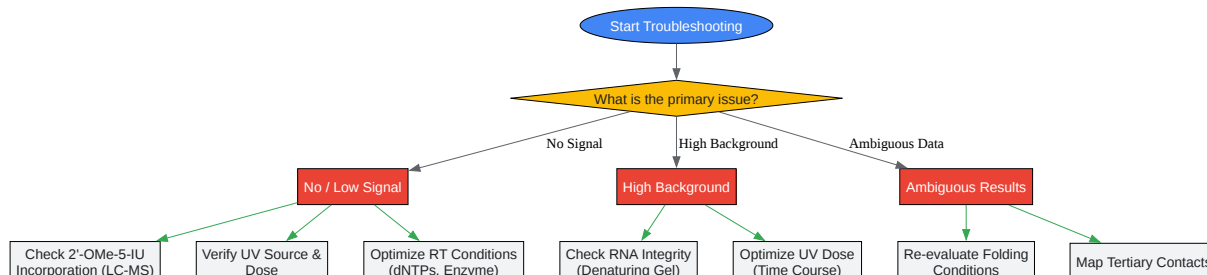 Start Troubleshooting
What is the primary issue?
No Signal
High Background
Ambiguous Data
No / Low Signal
High Background
Ambiguous Results
Check 2'-OMe-5-IU
Incorporation (LC-MS)
Verify UV Source &
Dose
Optimize RT Conditions
(dNTPs, Enzyme)
Check RNA Integrity
(Denaturing Gel)
Optimize UV Dose
(Time Course)
Re-evaluate Folding
Conditions
Map Tertiary Contacts